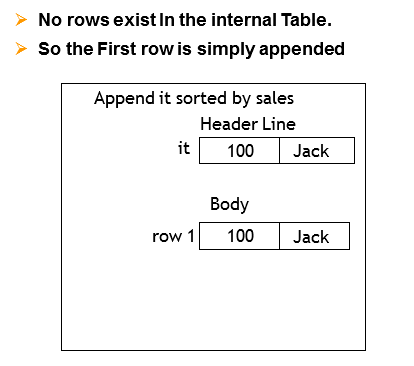 No rows exist In the internal Table.
So the First row is simply appended
Append it sorted by sales
Header Line
it 100 Jack
Body
row 1 100 Jack